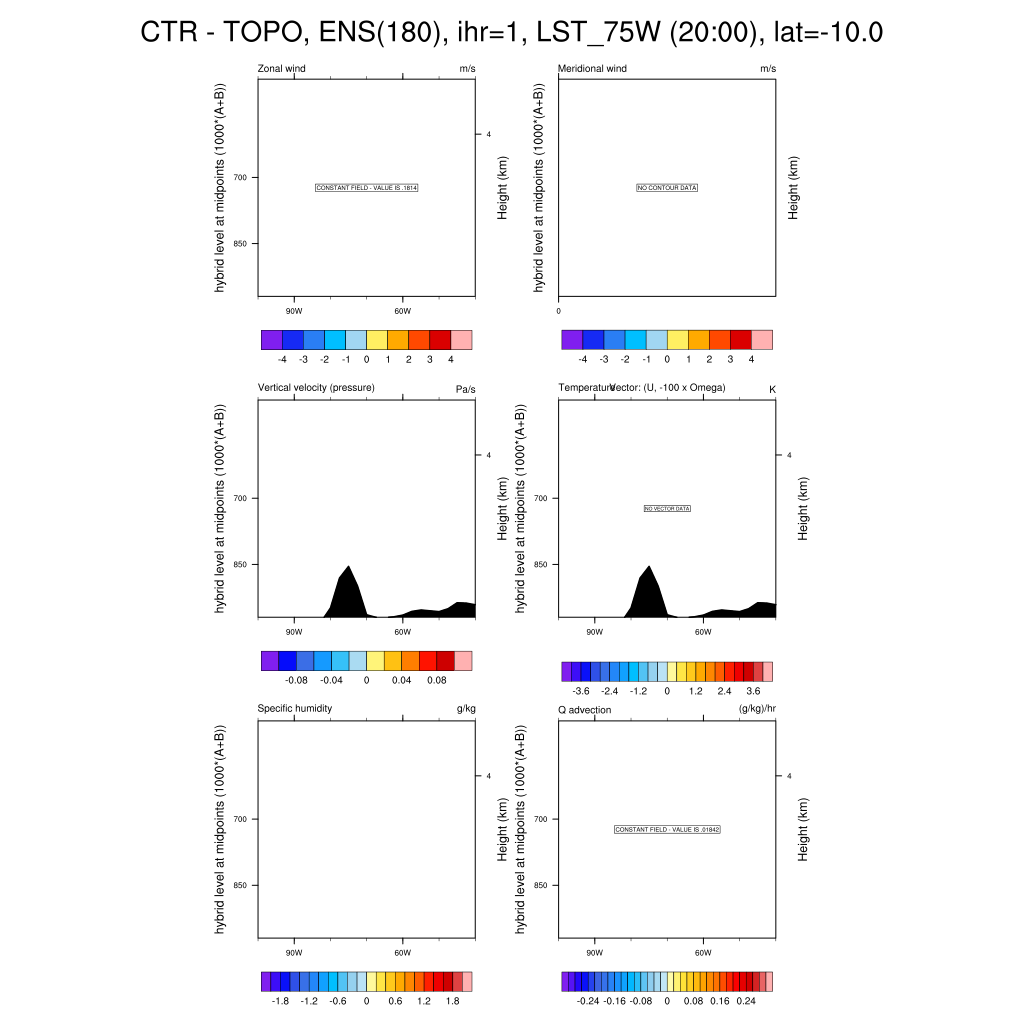 CTR - TOPO, ENS(180), ihr=1, LST_75W (20:00), lat=-10.0
Zonal wind m/s
hybrid level at midpoints (1000*(A+B))
700
850
CONSTANT FIELD - VALUE IS .1814
4
Height (km)
90W 60W
-4 -3 -2 -1 0 1 2 3 4
Meridional wind m/s
hybrid level at midpoints (1000*(A+B))
NO CONTOUR DATA
Height (km)
0
-4 -3 -2 -1 0 1 2 3 4
Vertical velocity (pressure) Pa/s
hybrid level at midpoints (1000*(A+B))
700
850
4
Height (km)
90W 60W
-0.08 -0.04 0 0.04 0.08
Temperature Vector: (U, -100 x Omega) K
hybrid level at midpoints (1000*(A+B))
700
850
NO VECTOR DATA
4
Height (km)
90W 60W
-3.6 -2.4 -1.2 0 1.2 2.4 3.6
Specific humidity g/kg
hybrid level at midpoints (1000*(A+B))
700
850
4
Height (km)
90W 60W
-1.8 -1.2 -0.6 0 0.6 1.2 1.8
Q advection (g/kg)/hr
hybrid level at midpoints (1000*(A+B))
700
850
CONSTANT FIELD - VALUE IS .01842
4
Height (km)
90W 60W
-0.24 -0.16 -0.08 0 0.08 0.16 0.24